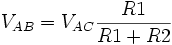 V_{AB} = V_{AC} \frac{R1}{R1 + R2}